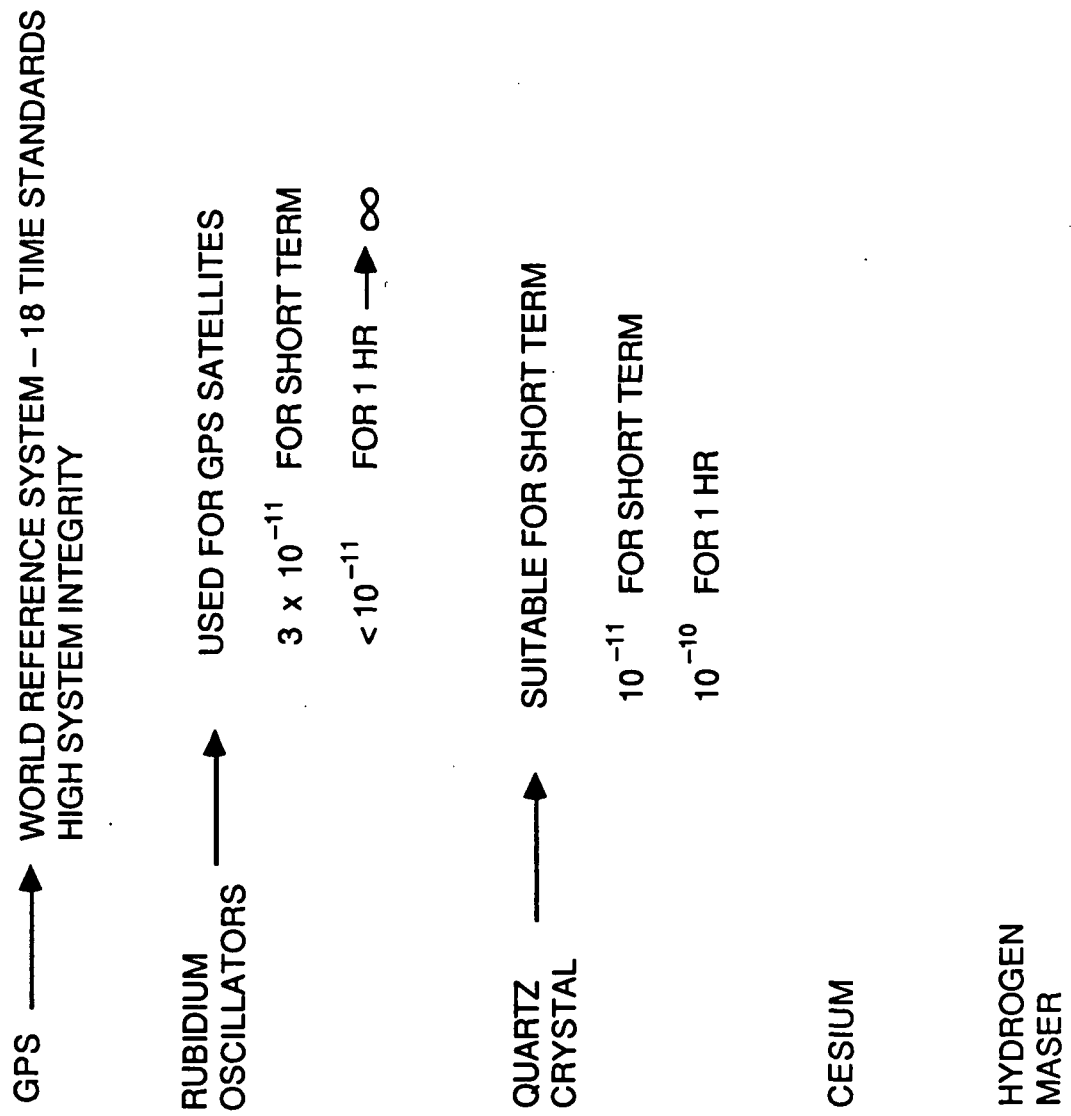 GPS → WORLD REFERENCE SYSTEM – 18 TIME STANDARDS
HIGH SYSTEM INTEGRITY
RUBIDIUM
OSCILLATORS → USED FOR GPS SATELLITES
3 x 10⁻¹¹ FOR SHORT TERM
< 10⁻¹¹ FOR 1 HR → ∞
QUARTZ
CRYSTAL → SUITABLE FOR SHORT TERM
10⁻¹¹ FOR SHORT TERM
10⁻¹⁰ FOR 1 HR
CESIUM
HYDROGEN
MASER